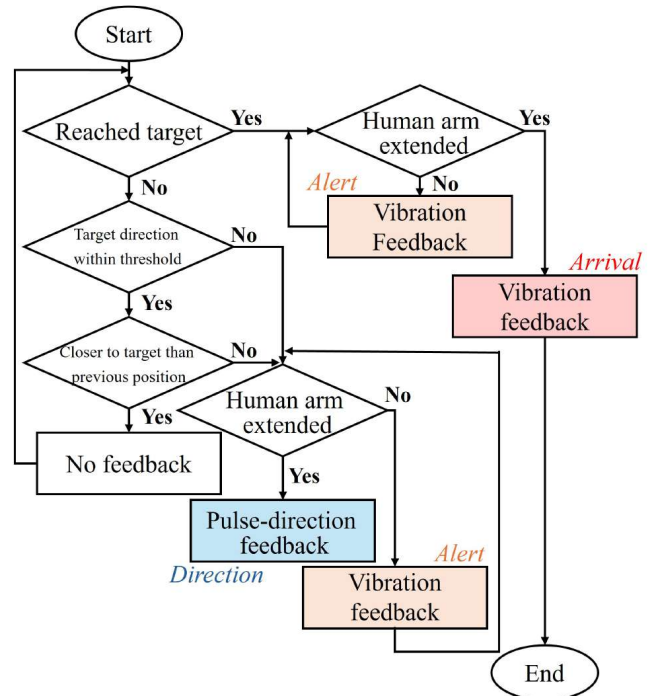 Start
Reached target
Yes
Human arm
extended
Yes
No
Alert
No
Vibration
Feedback
Target direction
within threshold
No
Arrival
Vibration
feedback
Yes
Closer to target than
previous position
No
Yes
Human arm
extended
No
No feedback
Yes
Pulse-direction
feedback
Direction
Alert
Vibration
feedback
End